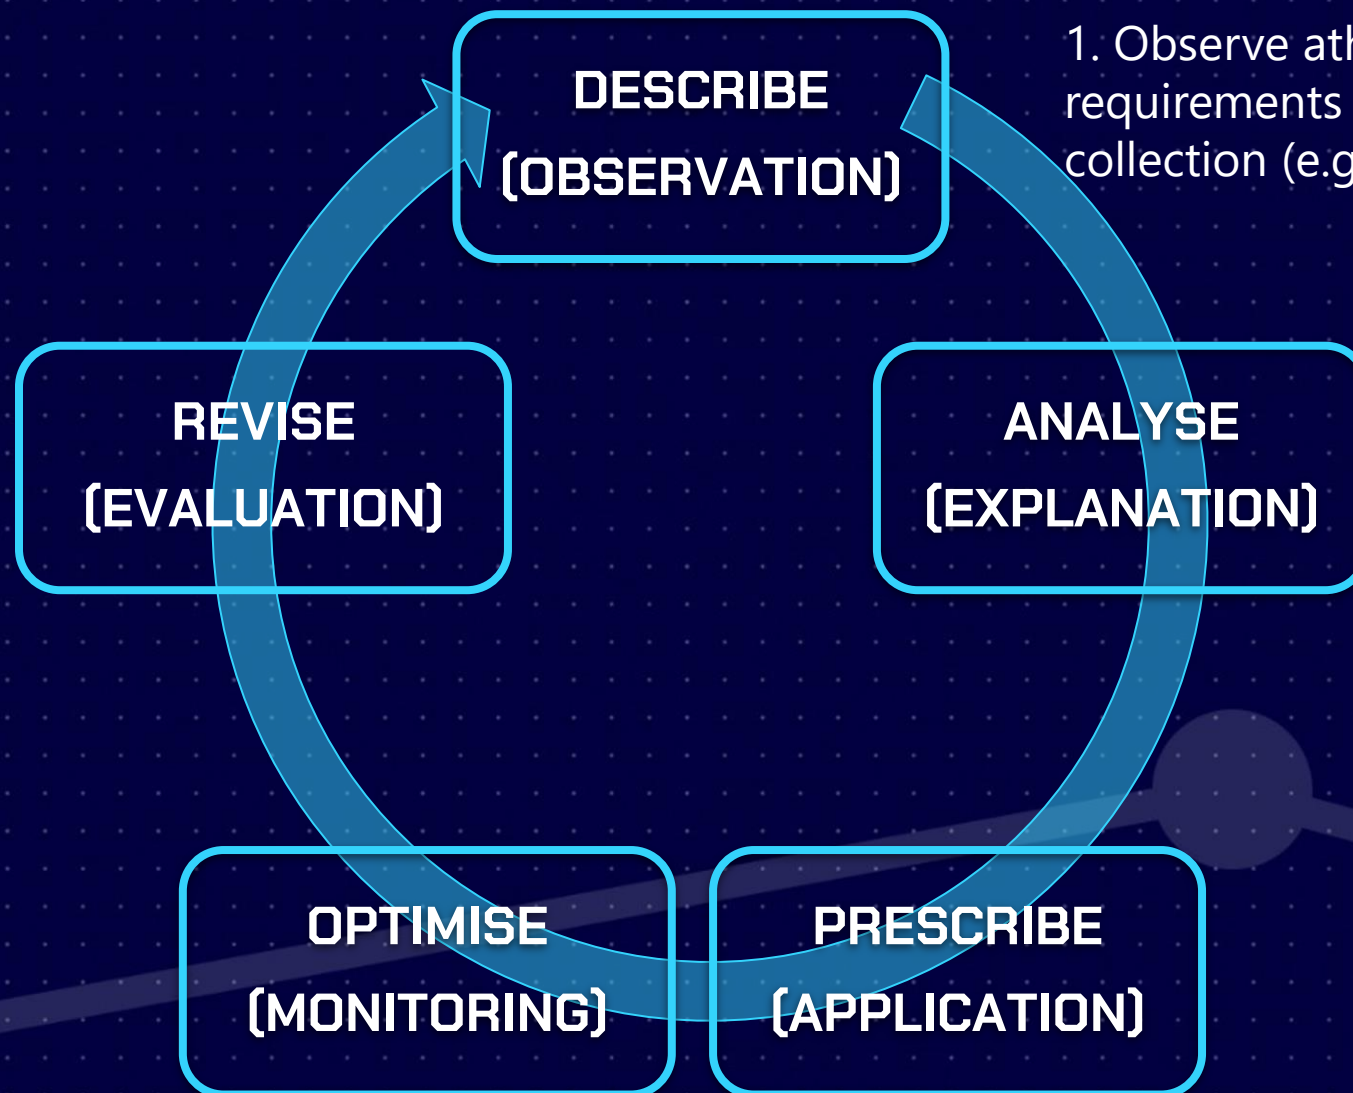 DESCRIBE
(OBSERVATION)
1. Observe
requirements
collection
REVISE
(EVALUATION)
ANALYSE
(EXPLANATION)
OPTIMISE
(MONITORING)
PRESCRIBE
(APPLICATION)